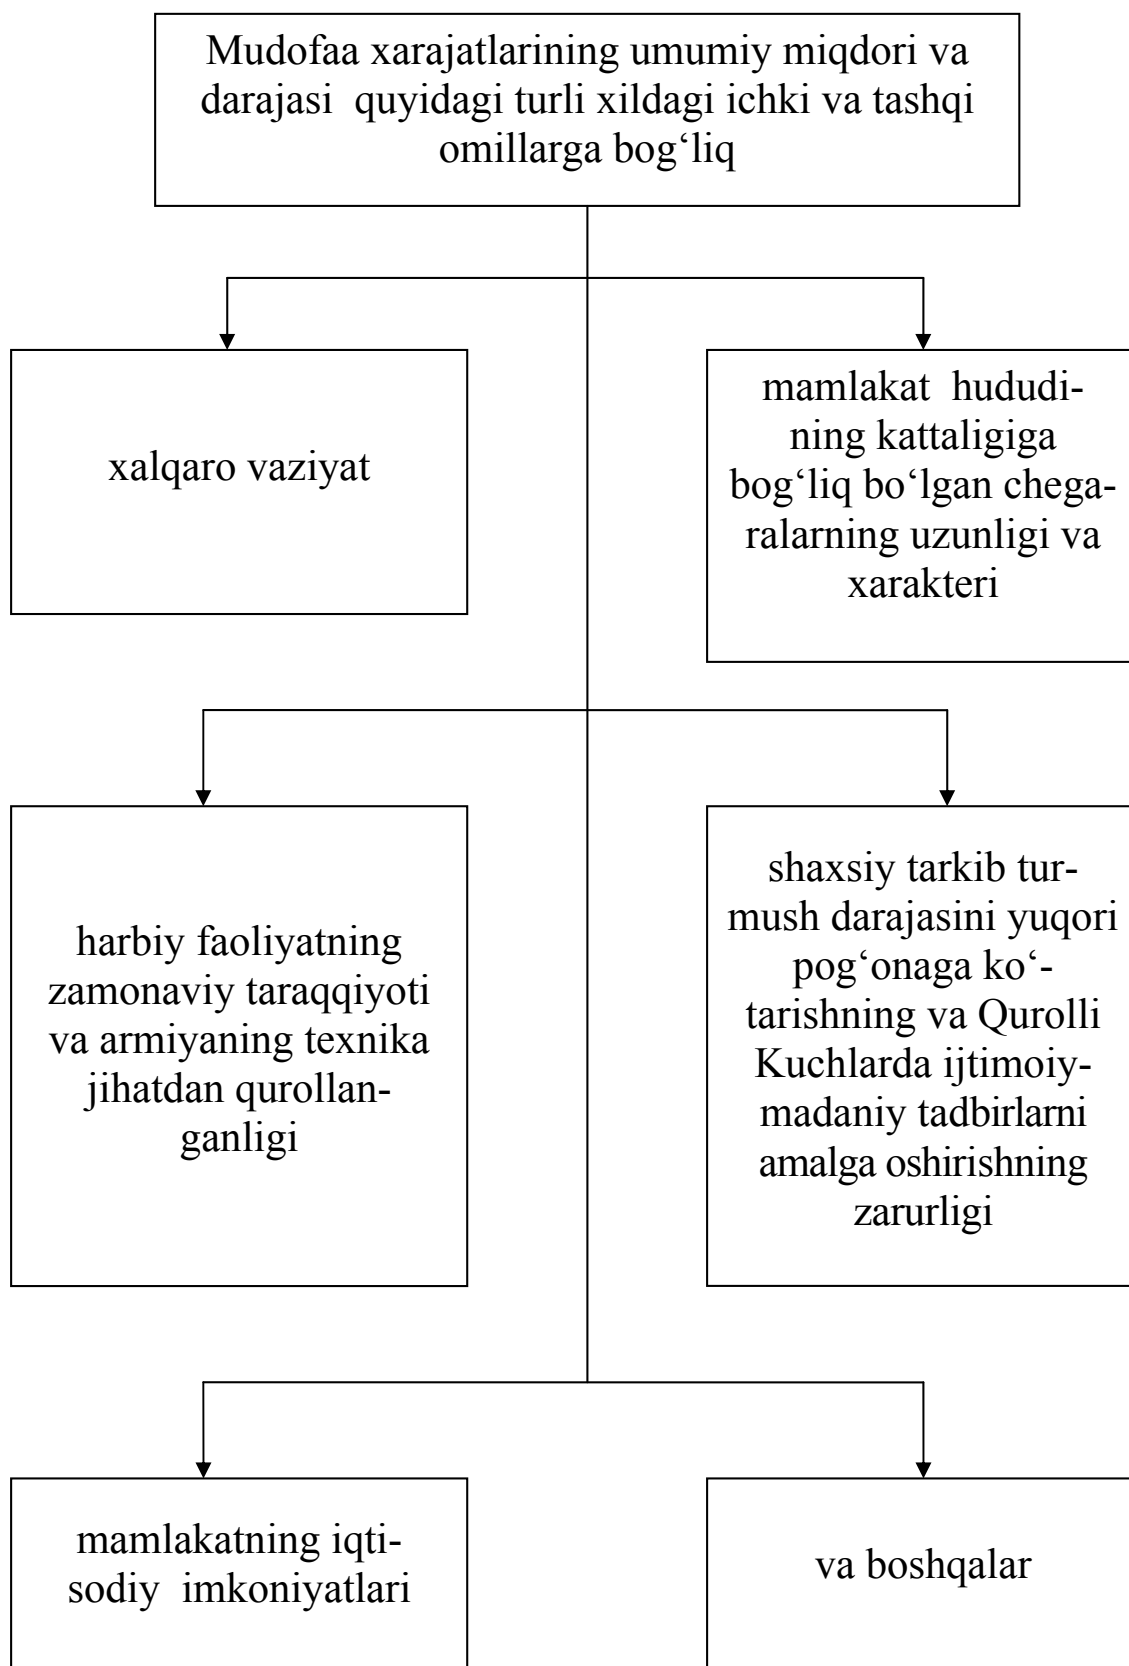 Mudofaa xarajatlarining umumiy miqdori va
darajasi quyidagi turli xildagi ichki va tashqi
omillarga bog‘liq
xalqaro vaziyat
mamlakat hududi-
ning kattaligiga
bog‘liq bo‘lgan chega-
ralarning uzunligi va
xarakteri
harbiy faoliyatning
zamonaviy taraqqiyoti
va armiyaning texnika
jihatdan qurollan-
ganligi
shaxsiy tarkib tur-
mush darajasini yuqori
pog‘onaga ko‘-
tarishning va Qurolli
Kuchlarda ijtimoiy-
madaniy tadbirlarni
amalga oshirishning
zarurligi
mamlakatning iqti-
sodiy imkoniyatlari
va boshqalar